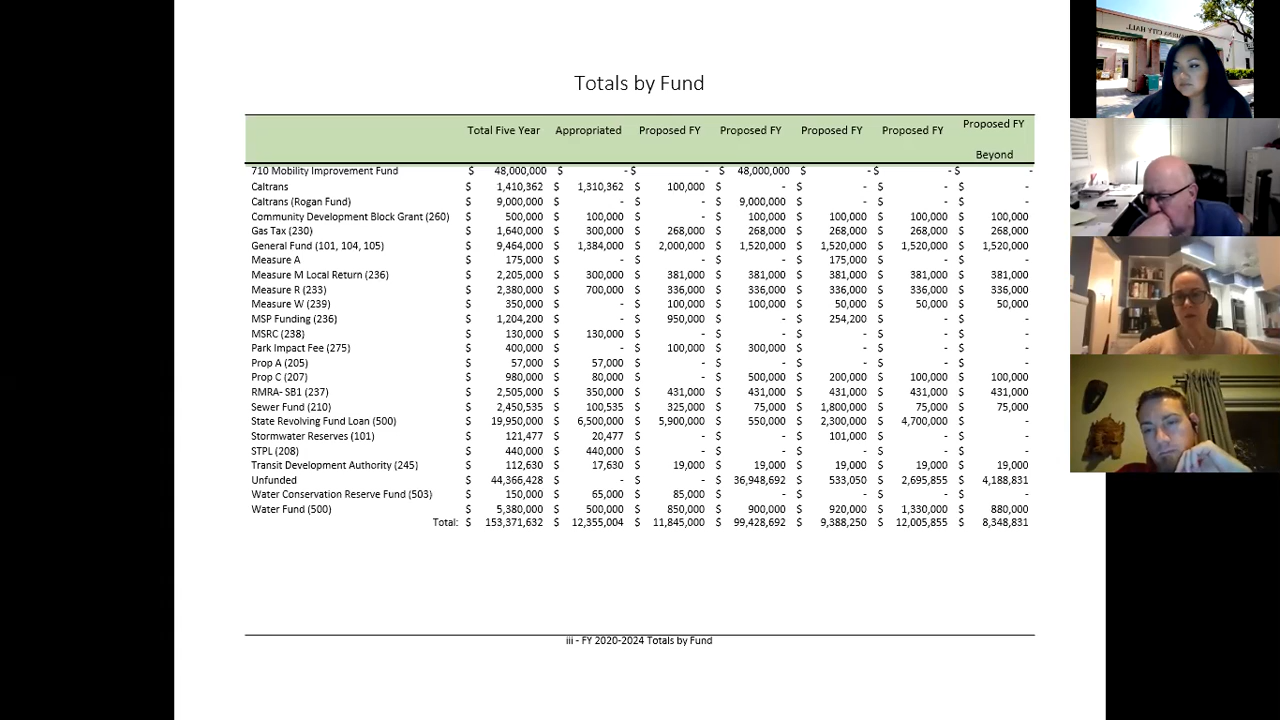 Totals by Fund
Total Five Year Appropriated Proposed FY Proposed FY Proposed FY Proposed FY Proposed FY Beyond
710 Mobility Improvement Fund $ 48,000,000 $ - $ - $ 48,000,000 $ - $ - $ -
Caltrans $ 1,410,362 $ 1,310,362 $ 100,000 $ - $ - $ - $ -
Caltrans (Rogan Fund) $ 9,000,000 $ - $ - $ 9,000,000 $ - $ - $ -
Community Development Block Grant (260) $ 500,000 $ 100,000 $ - $ 100,000 $ 100,000 $ 100,000 $ 100,000
Gas Tax (230) $ 1,640,000 $ 300,000 $ 268,000 $ 268,000 $ 268,000 $ 268,000 $ 268,000
General Fund (101, 104, 105) $ 9,464,000 $ 1,384,000 $ 2,000,000 $ 1,520,000 $ 1,520,000 $ 1,520,000 $ 1,520,000
Measure A $ 175,000 $ - $ - $ - $ 175,000 $ - $ -
Measure M Local Return (236) $ 2,205,000 $ 300,000 $ 381,000 $ 381,000 $ 381,000 $ 381,000 $ 381,000
Measure R (233) $ 2,380,000 $ 700,000 $ 336,000 $ 336,000 $ 336,000 $ 336,000 $ 336,000
Measure W (239) $ 350,000 $ - $ 100,000 $ 100,000 $ 50,000 $ 50,000 $ 50,000
MSP Funding (236) $ 1,204,200 $ - $ 950,000 $ - $ 254,200 $ - $ -
MSRC (238) $ 130,000 $ 130,000 $ - $ - $ - $ - $ -
Park Impact Fee (275) $ 400,000 $ - $ 100,000 $ 300,000 $ - $ - $ -
Prop A (205) $ 57,000 $ 57,000 $ - $ - $ - $ - $ -
Prop C (207) $ 980,000 $ 80,000 $ - $ 500,000 $ 200,000 $ 100,000 $ 100,000
RMRA- SB1 (237) $ 2,505,000 $ 350,000 $ 431,000 $ 431,000 $ 431,000 $ 431,000 $ 431,000
Sewer Fund (210) $ 2,450,535 $ 100,535 $ 325,000 $ 75,000 $ 1,800,000 $ 75,000 $ 75,000
State Revolving Fund Loan (500) $ 19,950,000 $ 6,500,000 $ 5,900,000 $ 550,000 $ 2,300,000 $ 4,700,000 $ -
Stormwater Reserves (101) $ 121,477 $ 20,477 $ - $ - $ 101,000 $ - $ -
STPL (208) $ 440,000 $ 440,000 $ - $ - $ - $ - $ -
Transit Development Authority (245) $ 112,630 $ 17,630 $ 19,000 $ 19,000 $ 19,000 $ 19,000 $ 19,000
Unfunded $ 44,366,428 $ - $ - $ 36,948,692 $ 533,050 $ 2,695,855 $ 4,188,831
Water Conservation Reserve Fund (503) $ 150,000 $ 65,000 $ 85,000 $ - $ - $ - $ -
Water Fund (500) $ 5,380,000 $ 500,000 $ 850,000 $ 900,000 $ 920,000 $ 1,330,000 $ 880,000
Total: $ 153,371,632 $ 12,355,004 $ 11,845,000 $ 99,428,692 $ 9,388,250 $ 12,005,855 $ 8,348,831
iii - FY 2020-2024 Totals by Fund